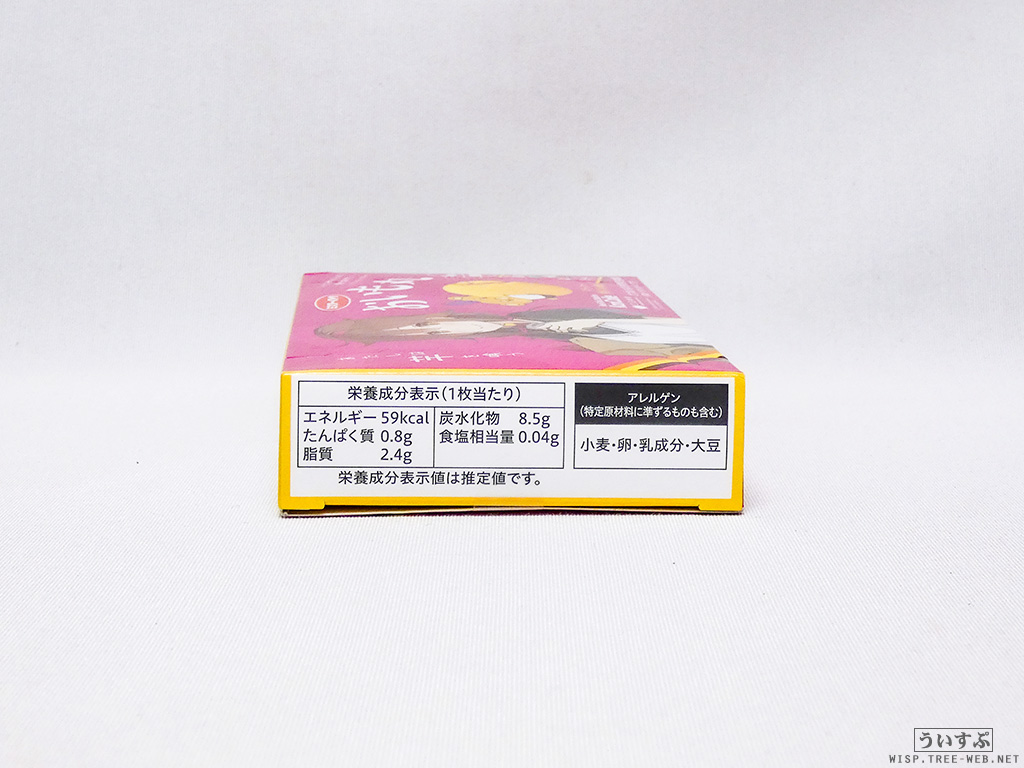 栄養成分表示(1枚当たり)
エネルギー 59kcal
たんぱく質 0.8g
脂質 2.4g
炭水化物 8.5g
食塩相当量 0.04g
栄養成分表示値は推定値です。
アレルゲン
(特定原材料に準ずるものも含む)
小麦・卵・乳成分・大豆
ういすぷ
WISP.TREE-WEB.NET